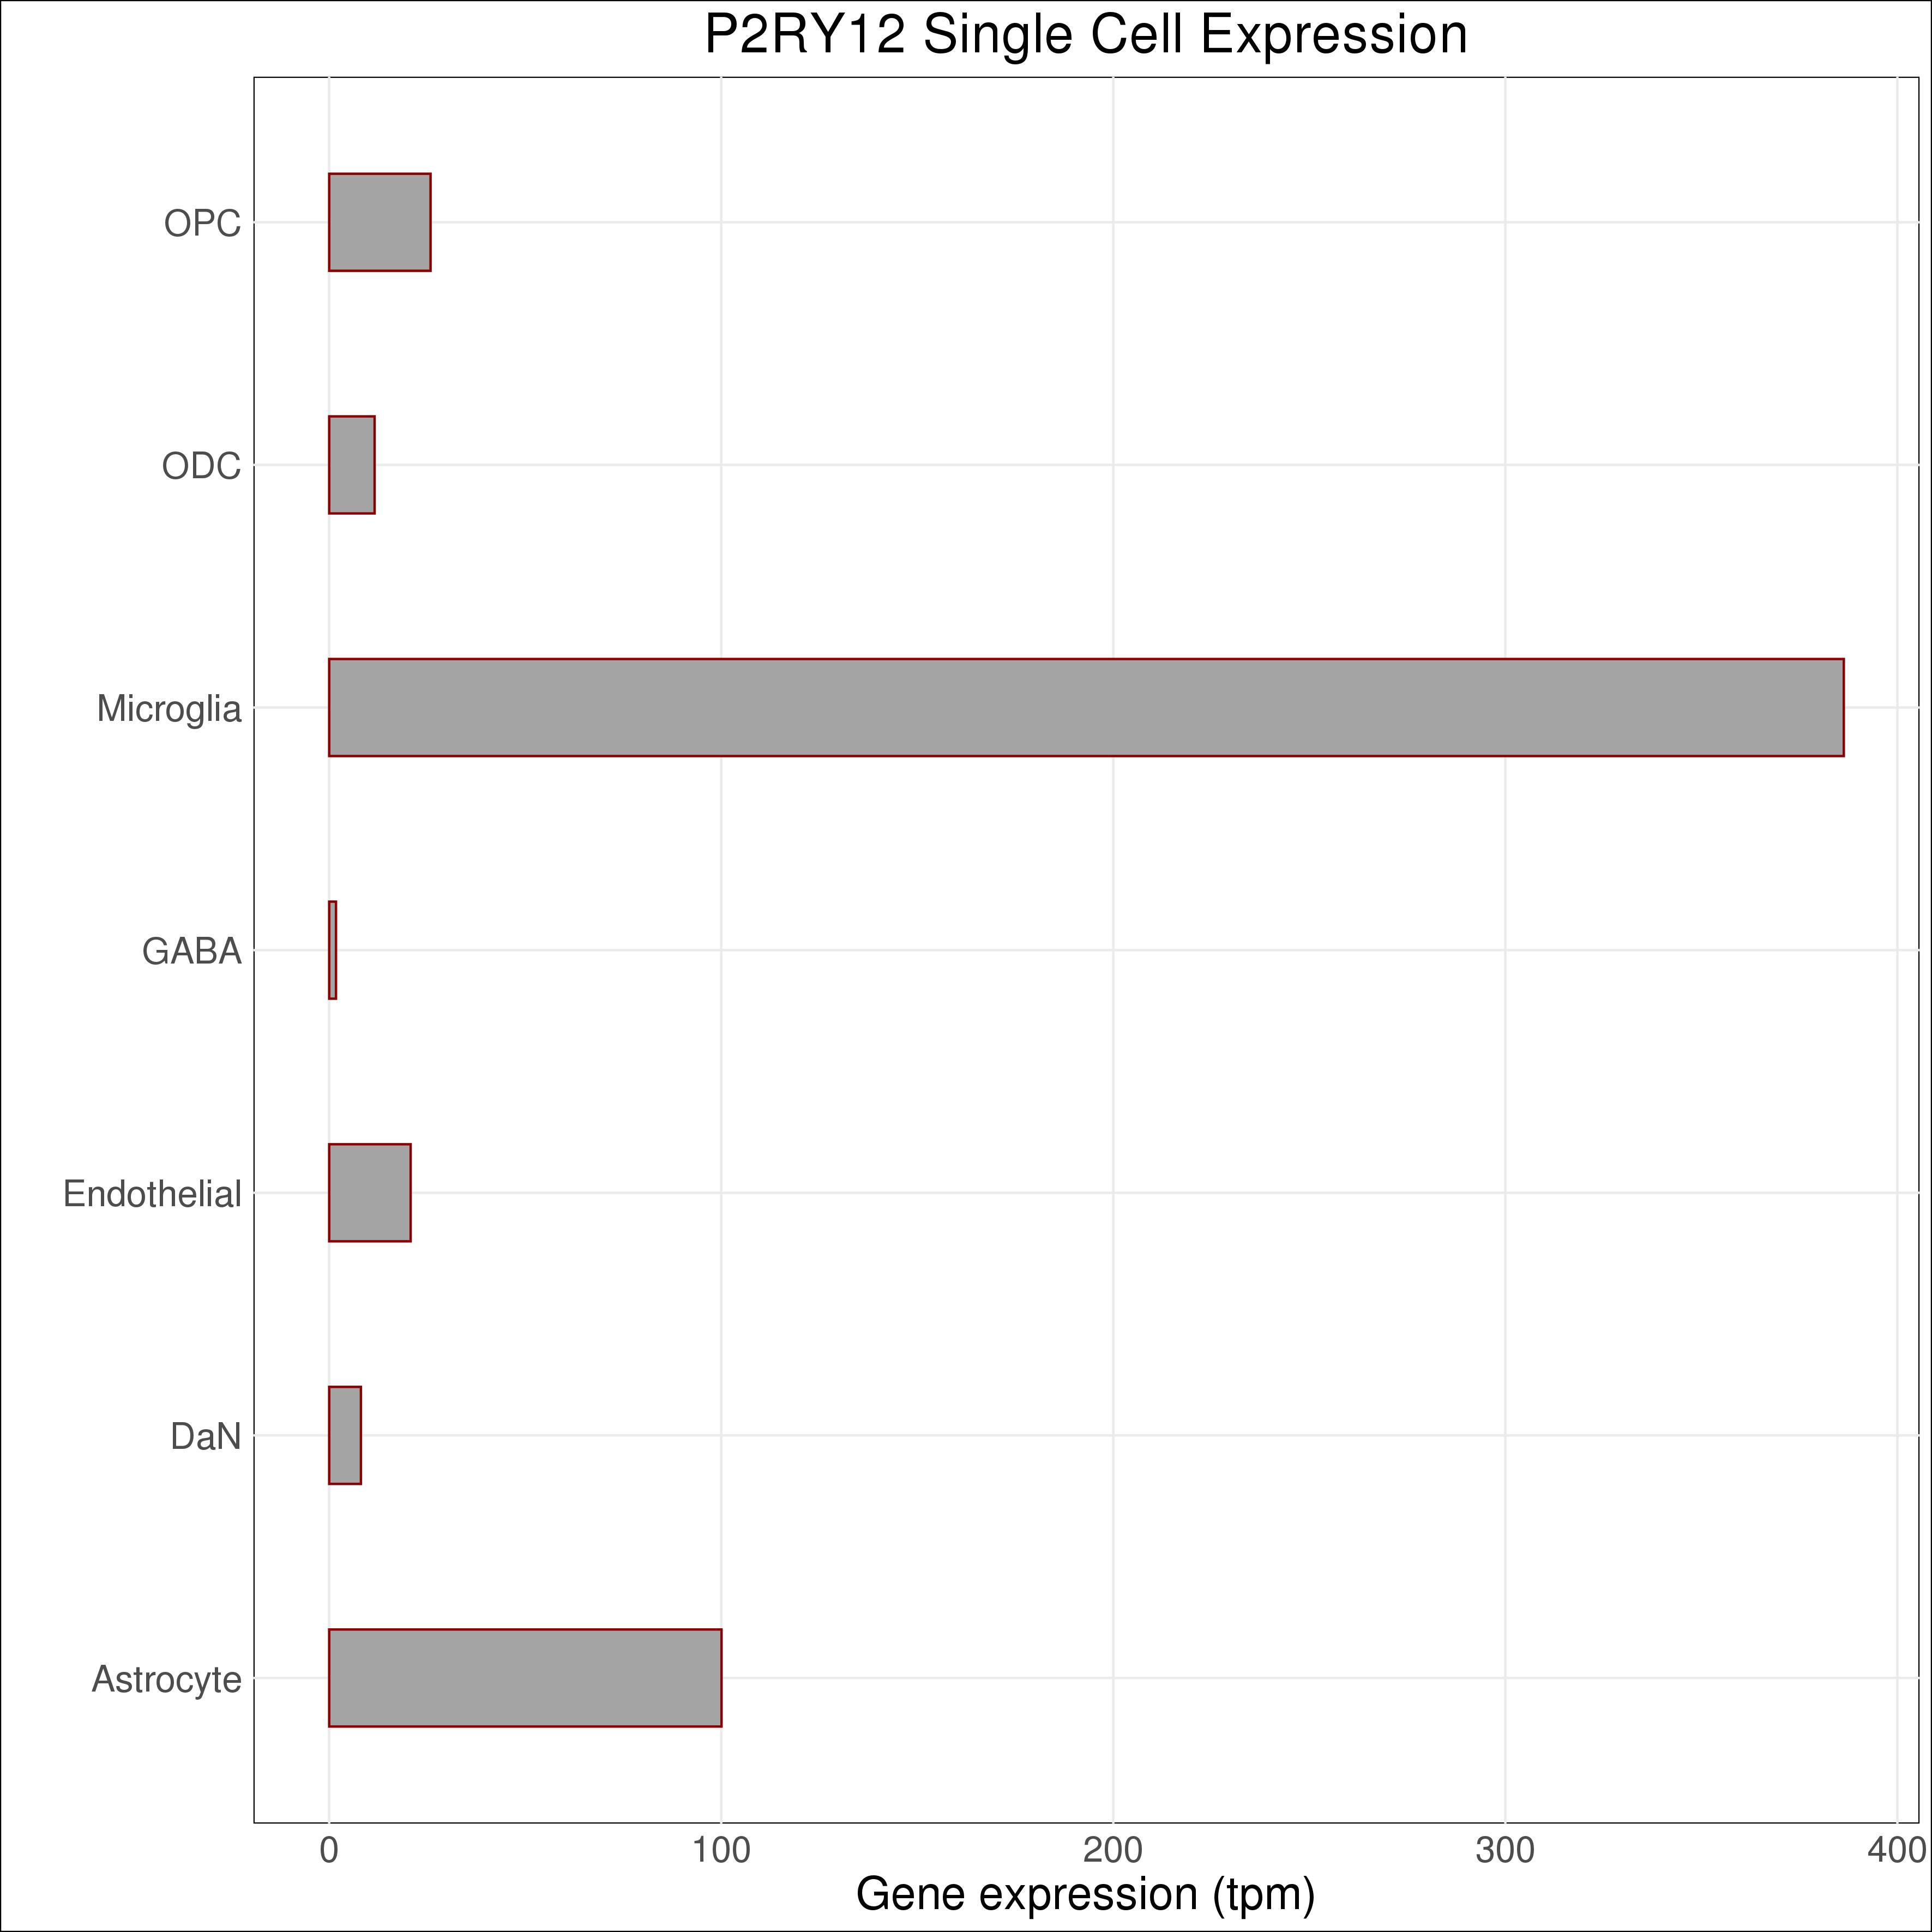 P2RY12 Single Cell Expression
OPC
ODC
Microglia
GABA
Endothelial
DaN
Astrocyte
0 100 200 300 400
Gene expression (tpm)